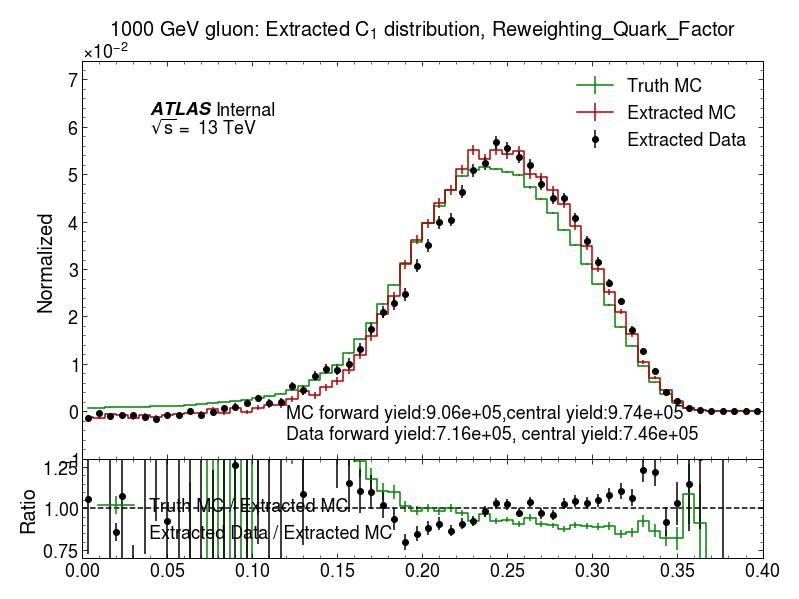 1000 GeV gluon: Extracted C₁ distribution, Reweighting_Quark_Factor
×10⁻²
7
6
5
4
3
2
1
0
1
Normalized
ATLAS Internal
√s = 13 TeV
Truth MC
Extracted MC
Extracted Data
MC forward yield:9.06e+05,central yield:9.74e+05
Data forward yield:7.16e+05, central yield:7.46e+05
1.25
1.00
0.75
Ratio
Truth MC / Extracted MC
Extracted Data / Extracted MC
0.00 0.05 0.10 0.15 0.20 0.25 0.30 0.35 0.40